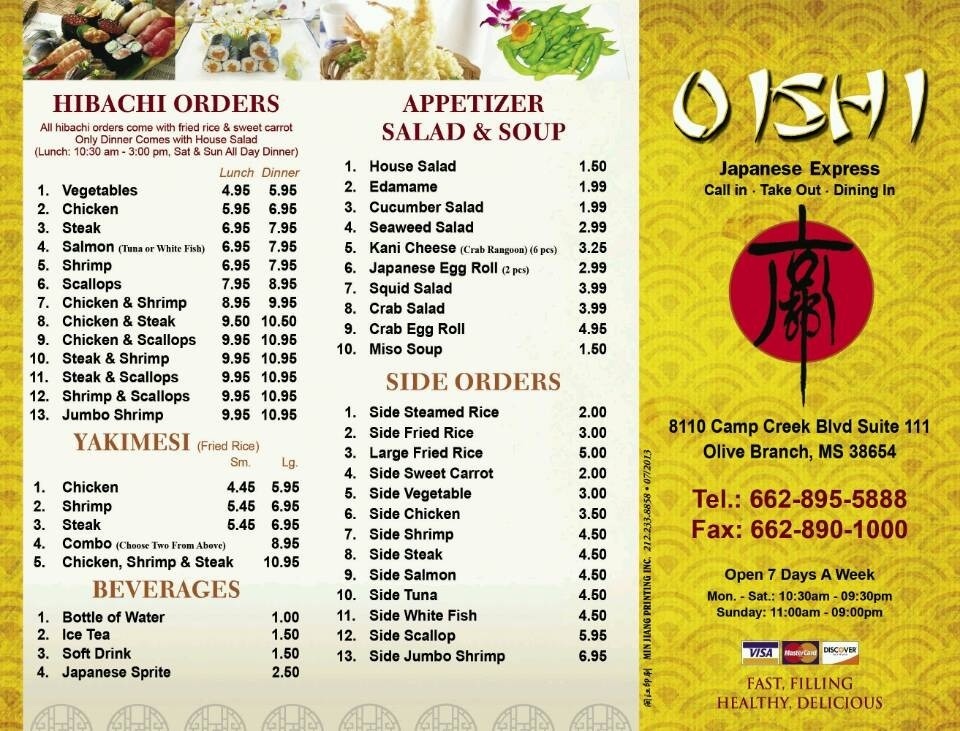 HIBACHI ORDERS
All hibachi orders come with fried rice & sweet carrot
Only Dinner Comes with House Salad
(Lunch: 10:30 am - 3:00 pm, Sat & Sun All Day Dinner)
Lunch Dinner
1. Vegetables 4.95 5.95
2. Chicken 5.95 6.95
3. Steak 6.95 7.95
4. Salmon (Tuna or White Fish) 6.95 7.95
5. Shrimp 6.95 7.95
6. Scallops 7.95 8.95
7. Chicken & Shrimp 8.95 9.95
8. Chicken & Steak 9.50 10.50
9. Chicken & Scallops 9.95 10.95
10. Steak & Shrimp 9.95 10.95
11. Steak & Scallops 9.95 10.95
12. Shrimp & Scallops 9.95 10.95
13. Jumbo Shrimp 9.95 10.95
YAKIMESI (Fried Rice)
Sm. Lg.
1. Chicken 4.45 5.95
2. Shrimp 5.45 6.95
3. Steak 5.45 6.95
4. Combo (Choose Two From Above) 8.95
5. Chicken, Shrimp & Steak 10.95
BEVERAGES
1. Bottle of Water 1.00
2. Ice Tea 1.50
3. Soft Drink 1.50
4. Japanese Sprite 2.50
APPETIZER
SALAD & SOUP
1. House Salad 1.50
2. Edamame 1.99
3. Cucumber Salad 1.99
4. Seaweed Salad 2.99
5. Kani Cheese (Crab Rangoon) (6 pcs) 3.25
6. Japanese Egg Roll (2 pcs) 2.99
7. Squid Salad 3.99
8. Crab Salad 3.99
9. Crab Egg Roll 4.95
10. Miso Soup 1.50
SIDE ORDERS
1. Side Steamed Rice 2.00
2. Side Fried Rice 3.00
3. Large Fried Rice 5.00
4. Side Sweet Carrot 2.00
5. Side Vegetable 3.00
6. Side Chicken 3.50
7. Side Shrimp 4.50
8. Side Steak 4.50
9. Side Salmon 4.50
10. Side Tuna 4.50
11. Side White Fish 4.50
12. Side Scallop 5.95
13. Side Jumbo Shrimp 6.95
MIN JIANG PRINTING INC. 212.233.8858 • 07/2013
OISHI
Japanese Express
Call in · Take Out · Dining In
8110 Camp Creek Blvd Suite 111
Olive Branch, MS 38654
Tel.: 662-895-5888
Fax: 662-890-1000
Open 7 Days A Week
Mon. - Sat.: 10:30am - 09:30pm
Sunday: 11:00am - 09:00pm
VISA MasterCard DISCOVER
FAST, FILLING
HEALTHY, DELICIOUS